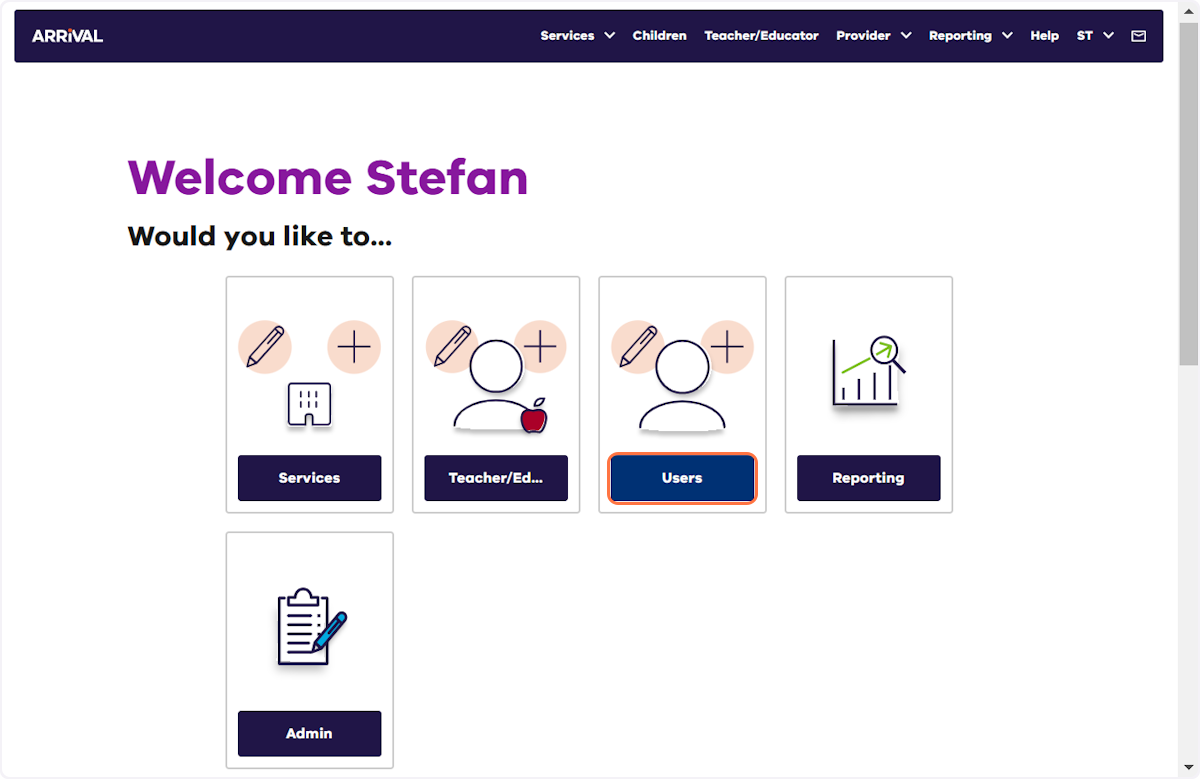 ARRiVAL Services Children Teacher/Educator Provider Reporting Help ST
Welcome Stefan
Would you like to...
Services Teacher/Ed... Users Reporting
Admin